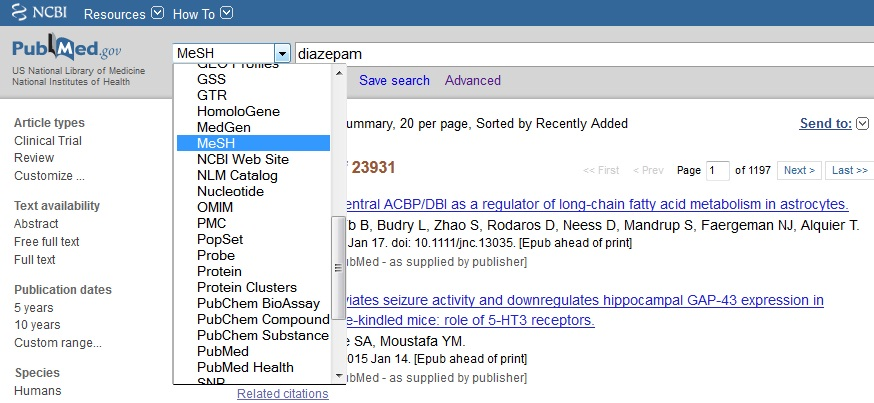 NCBI Resources How To
PubMed.gov
US National Library of Medicine
National Institutes of Health
MeSH
diazepam
Save search Advanced
GEO Profiles
GSS
GTR
HomoloGene
MedGen
MeSH
NCBI Web Site
NLM Catalog
Nucleotide
OMIM
PMC
PopSet
Probe
Protein
Protein Clusters
PubChem BioAssay
PubChem Compound
PubChem Substance
PubMed
PubMed Health
SNP
Article types
Clinical Trial
Review
Customize ...
Text availability
Abstract
Free full text
Full text
Publication dates
5 years
10 years
Custom range...
Species
Humans
ummary, 20 per page, Sorted by Recently Added
Send to:
23931
<< First < Prev Page 1 of 1197 Next > Last >>
entral ACBP/DBI as a regulator of long-chain fatty acid metabolism in astrocytes.
b B, Budry L, Zhao S, Rodaros D, Neess D, Mandrup S, Faergeman NJ, Alquier T.
Jan 17. doi: 10.1111/jnc.13035. [Epub ahead of print]
ubMed - as supplied by publisher]
viates seizure activity and downregulates hippocampal GAP-43 expression in
e-kindled mice: role of 5-HT3 receptors.
e SA, Moustafa YM.
015 Jan 14. [Epub ahead of print]
ubMed - as supplied by publisher]
Related citations